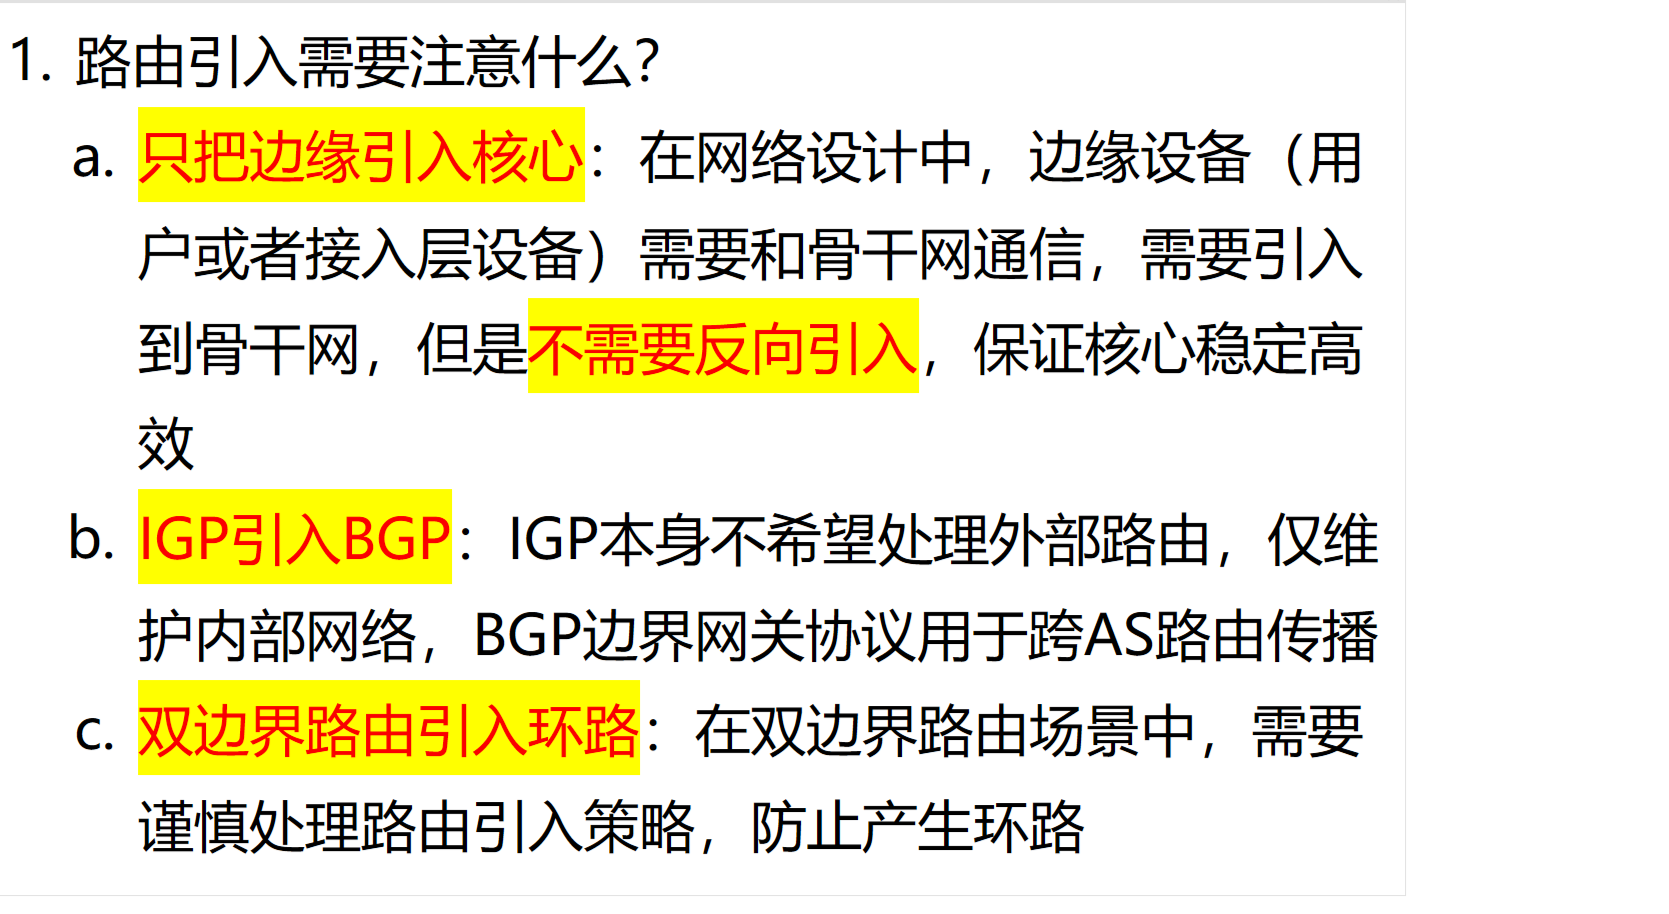 1. 路由引入需要注意什么？
a. 只把边缘引入核心：在网络设计中，边缘设备（用
户或者接入层设备）需要和骨干网通信，需要引入
到骨干网，但是不需要反向引入，保证核心稳定高
效
b. IGP引入BGP：IGP本身不希望处理外部路由，仅维
护内部网络，BGP边界网关协议用于跨AS路由传播
c. 双边界路由引入环路：在双边界路由场景中，需要
谨慎处理路由引入策略，防止产生环路